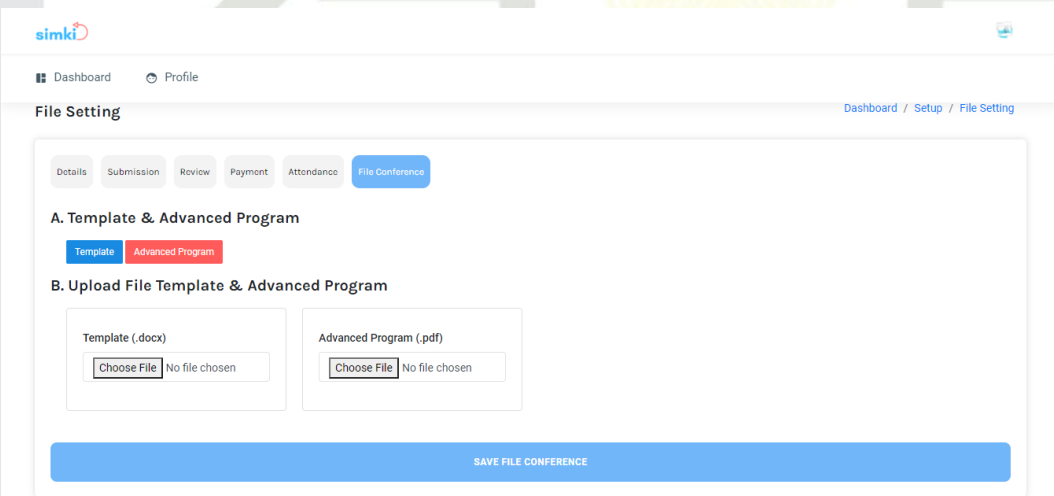 simki
Dashboard Profile
File Setting
Dashboard / Setup / File Setting
Details Submission Review Payment Attendance File Conference
A. Template & Advanced Program
Template Advanced Program
B. Upload File Template & Advanced Program
Template (.docx) Advanced Program (.pdf)
Choose File No file chosen Choose File No file chosen
SAVE FILE CONFERENCE